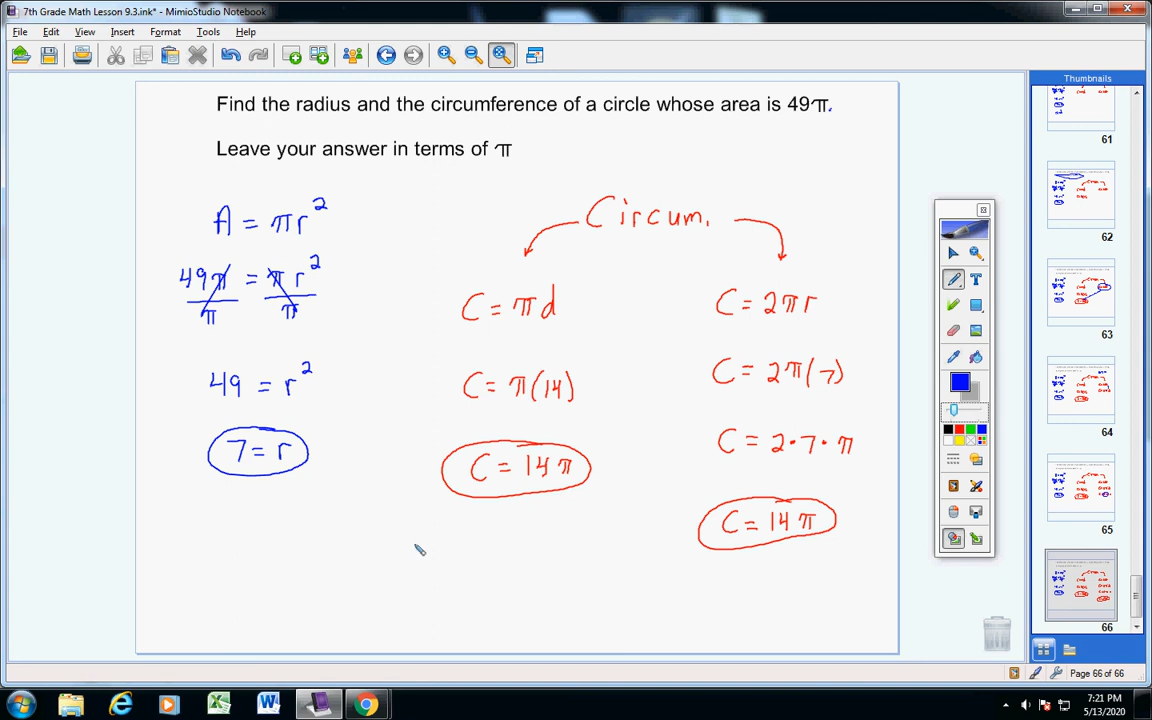 7th Grade Math Lesson 9.3.ink* - MimioStudio Notebook
File Edit View Insert Format Tools Help
Find the radius and the circumference of a circle whose area is 49π.
Leave your answer in terms of π
A = πr²
49π = πr²
π π
49 = r²
7 = r
Circum.
C = πd
C = π(14)
C = 14π
C = 2πr
C = 2π(7)
C = 2•7•π
C = 14π
Thumbnails
61
62
63
64
65
66
Page 66 of 66
7:21 PM
5/13/2020